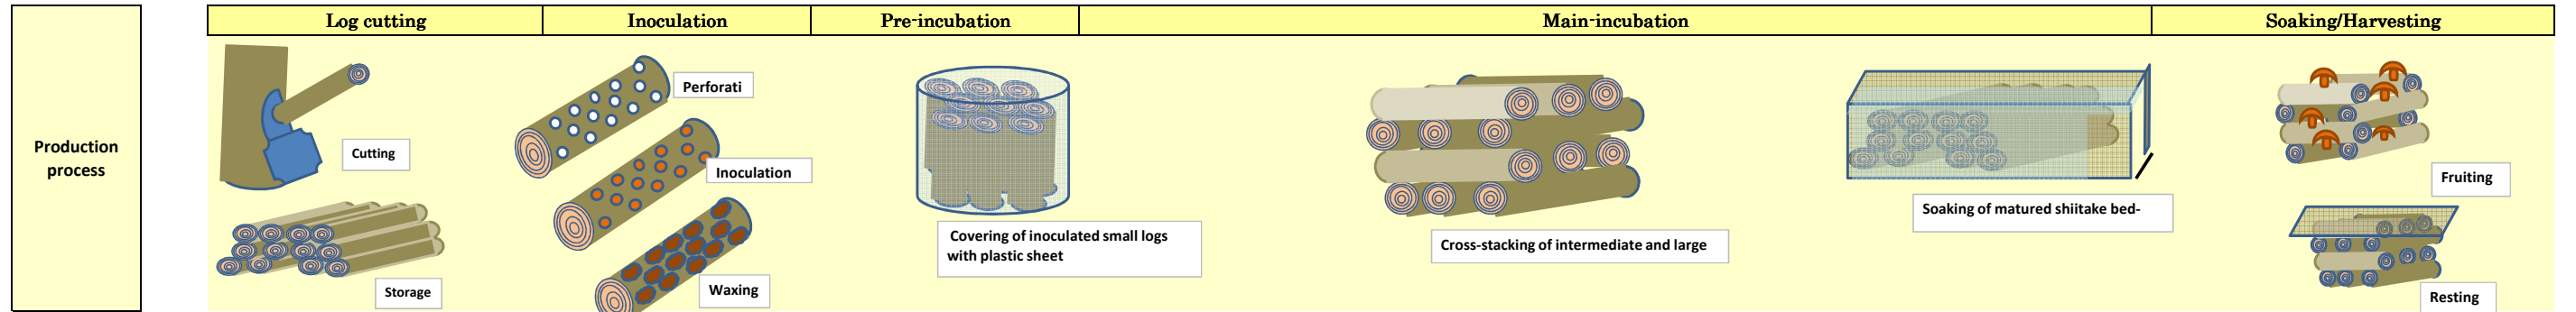 Production
process
Log cutting
Inoculation
Pre-incubation
Main-incubation
Soaking/Harvesting
Perforati
Cutting
Inoculation
Storage
Waxing
Covering of inoculated small logs
with plastic sheet
Cross-stacking of intermediate and large
Soaking of matured shiitake bed-
Fruiting
Resting